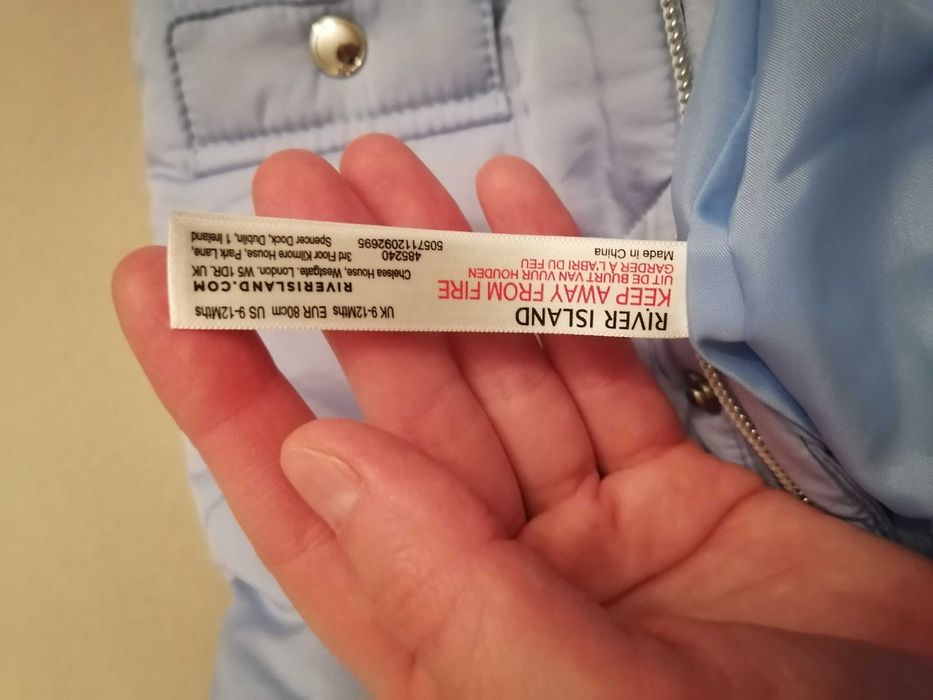 RIVER ISLAND
KEEP AWAY FROM FIRE
UIT DE BUURT VAN VUUR HOUDEN
GARDER À L'ABRI DU FEU
Made in China
UK 9-12Mths EUR 80cm US 9-12Mths
RIVERISLAND.COM
Chelsea House, Westgate. London. W5 1DR. UK
3rd Floor Kilmore House, Park Lane,
Spencer Dock, Dublin, 1 Ireland
485240
5057112092695